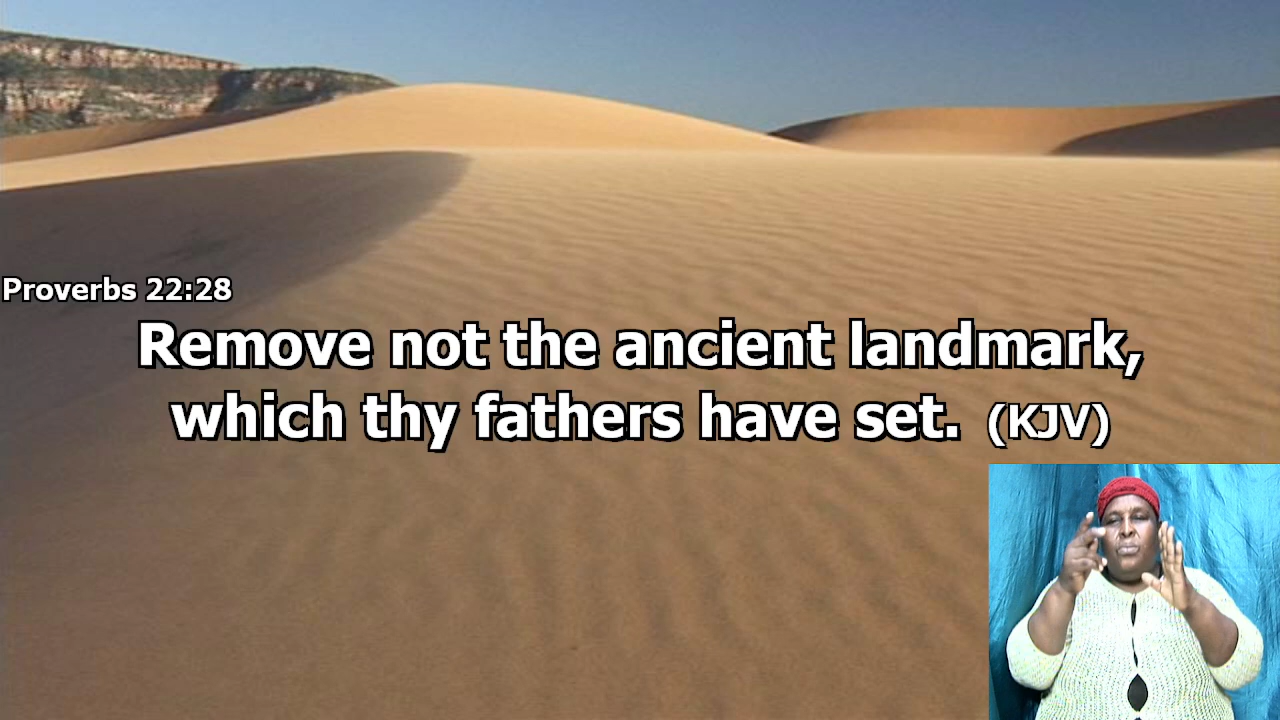 Proverbs 22:28
Remove not the ancient landmark,
which thy fathers have set. (KJV)